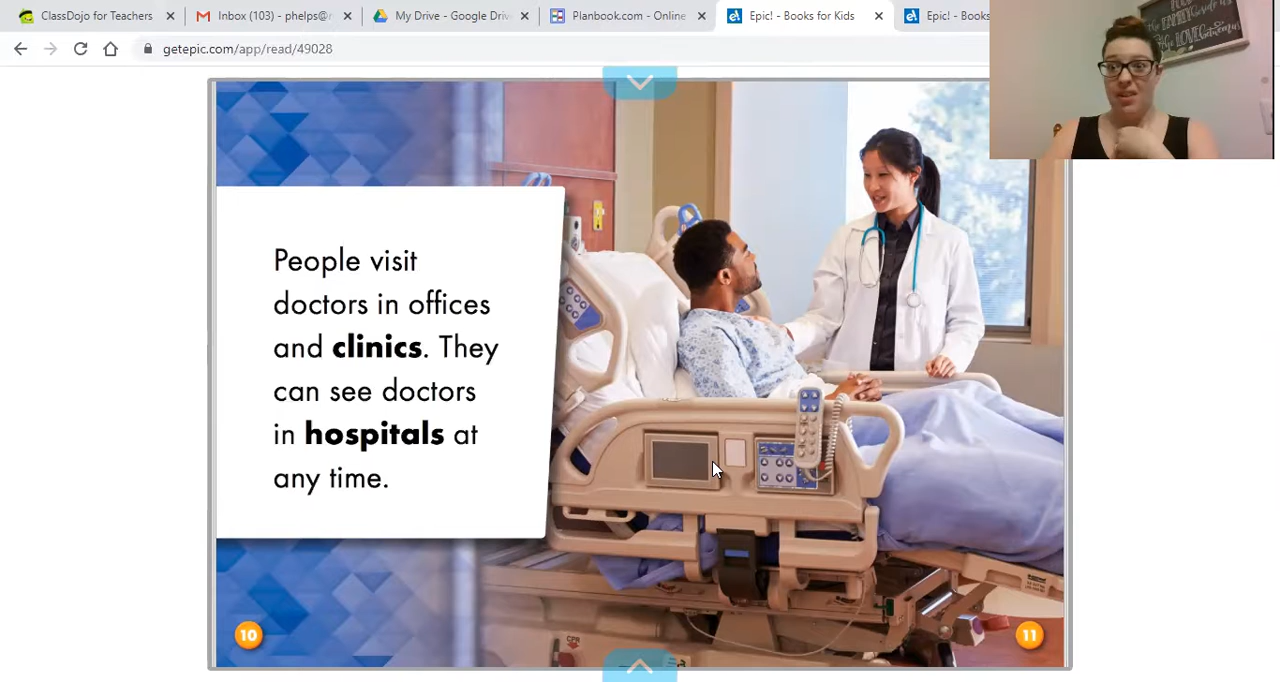 ClassDojo for Teachers
Inbox (103) - phelps@r
My Drive - Google Driv
Planbook.com - Online
Epic! - Books for Kids
Epic! - Books
getepic.com/app/read/49028
People visit
doctors in offices
and clinics. They
can see doctors
in hospitals at
any time.
10
11
CPR